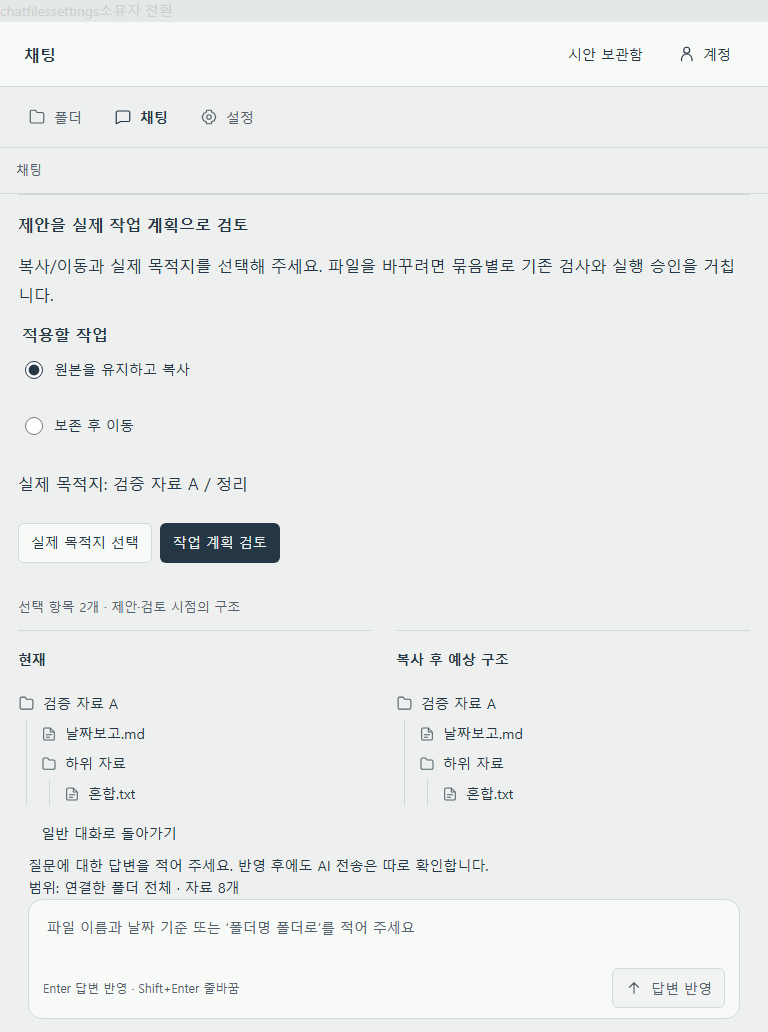 chatfilessettings소유자 전환
채팅
시안 보관함
계정
폴더
채팅
설정
채팅
제안을 실제 작업 계획으로 검토
복사/이동과 실제 목적지를 선택해 주세요. 파일을 바꾸려면 묶음별로 기존 검사와 실행 승인을 거칩
니다.
적용할 작업
원본을 유지하고 복사
보존 후 이동
실제 목적지: 검증 자료 A / 정리
실제 목적지 선택
작업 계획 검토
선택 항목 2개 · 제안·검토 시점의 구조
현재
검증 자료 A
날짜보고.md
하위 자료
혼합.txt
복사 후 예상 구조
검증 자료 A
날짜보고.md
하위 자료
혼합.txt
일반 대화로 돌아가기
질문에 대한 답변을 적어 주세요. 반영 후에도 AI 전송은 따로 확인합니다.
범위: 연결한 폴더 전체 · 자료 8개
파일 이름과 날짜 기준 또는 ‘폴더명 폴더로’를 적어 주세요
Enter 답변 반영 · Shift+Enter 줄바꿈
답변 반영